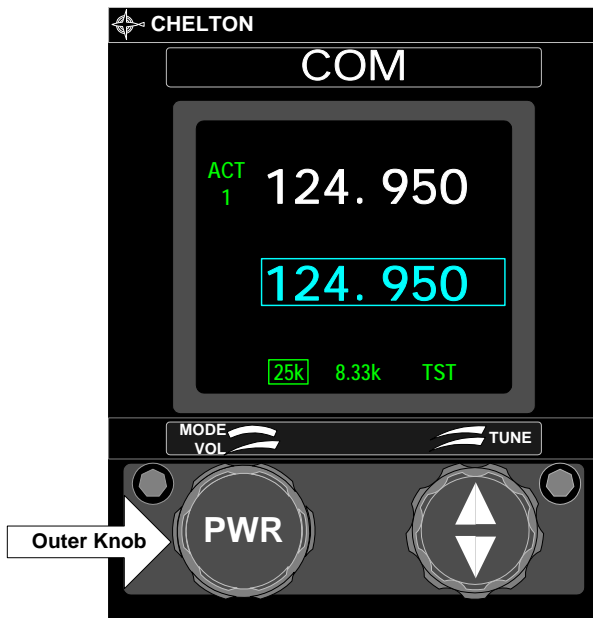 CHELTON
COM
ACT
1
124. 950
124. 950
25k 8.33k TST
MODE
VOL
TUNE
PWR
Outer Knob